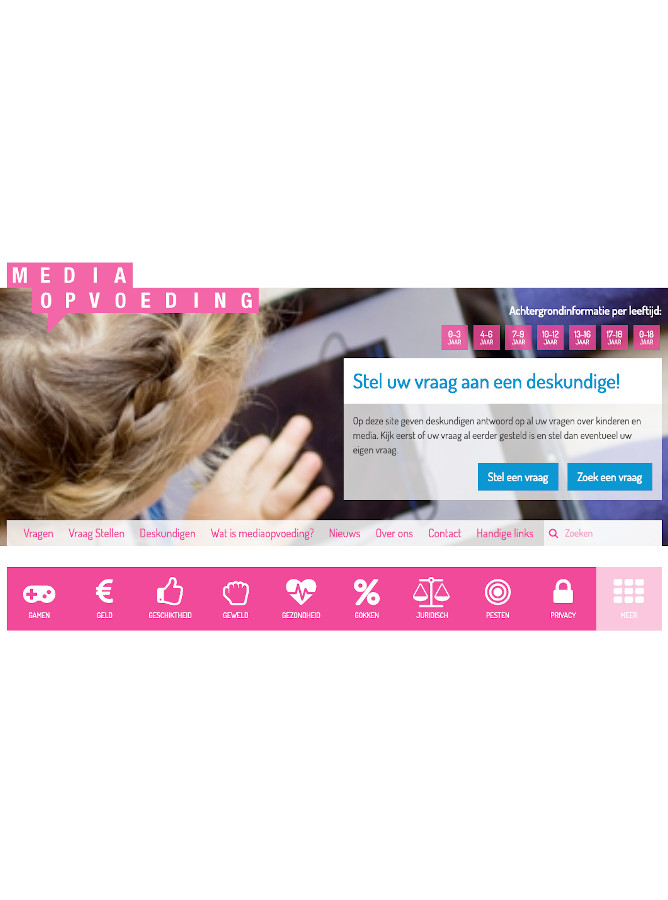 MEDIA
OPVOEDING
Achtergrondinformatie per leeftijd:
0-3 JAAR 4-6 JAAR 7-9 JAAR 10-12 JAAR 13-16 JAAR 17-18 JAAR 0-18 JAAR
Stel uw vraag aan een deskundige!
Op deze site geven deskundigen antwoord op al uw vragen over kinderen en
media. Kijk eerst of uw vraag al eerder gesteld is en stel dan eventueel uw
eigen vraag.
Stel een vraag Zoek een vraag
Vragen Vraag Stellen Deskundigen Wat is mediaopvoeding? Nieuws Over ons Contact Handige links Zoeken
GAMEN GELD GESCHIKTHEID GEWELD GEZONDHEID GOKKEN JURIDISCH PESTEN PRIVACY MEER